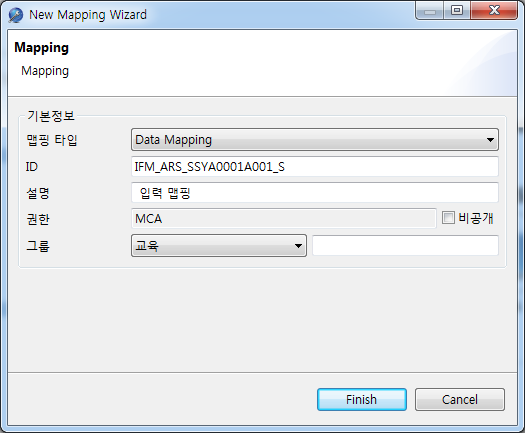 New Mapping Wizard
Mapping
Mapping
기본정보
맵핑 타입 Data Mapping
ID IFM_ARS_SSYA0001A001_S
설명 입력 맵핑
권한 MCA 비공개
그룹 교육
Finish Cancel